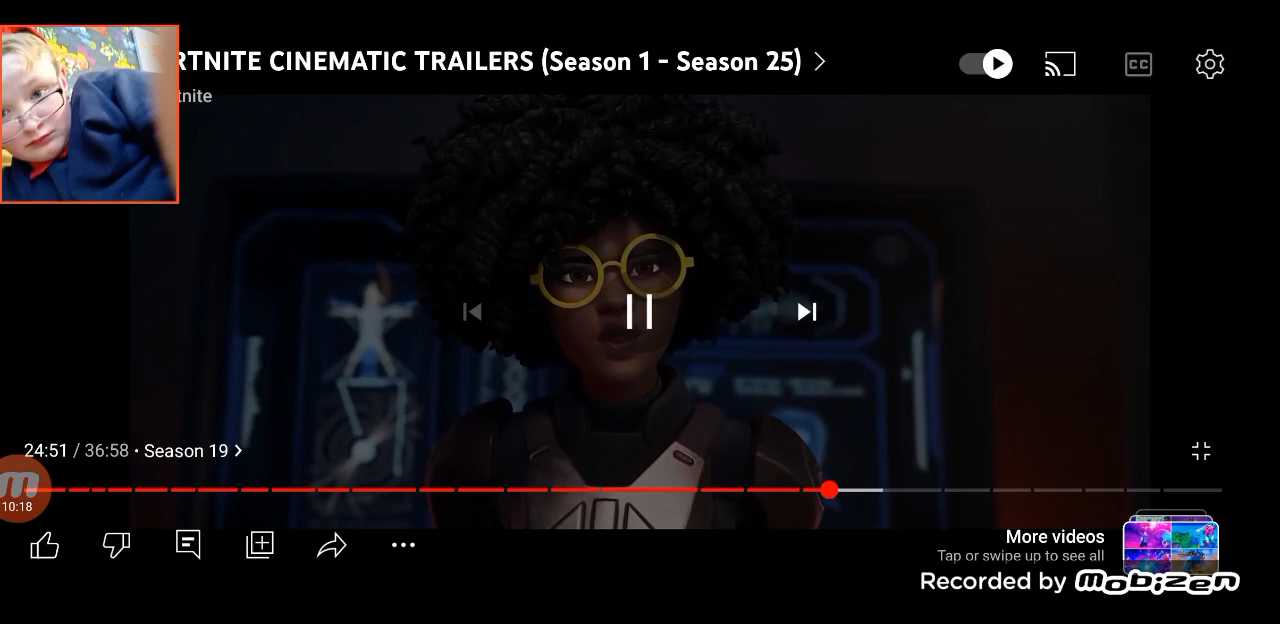 RTNITE CINEMATIC TRAILERS (Season 1 - Season 25)
tnite
CC
24:51 / 36:58 • Season 19
m
10:18
More videos
Tap or swipe up to see all
Recorded by mobizen